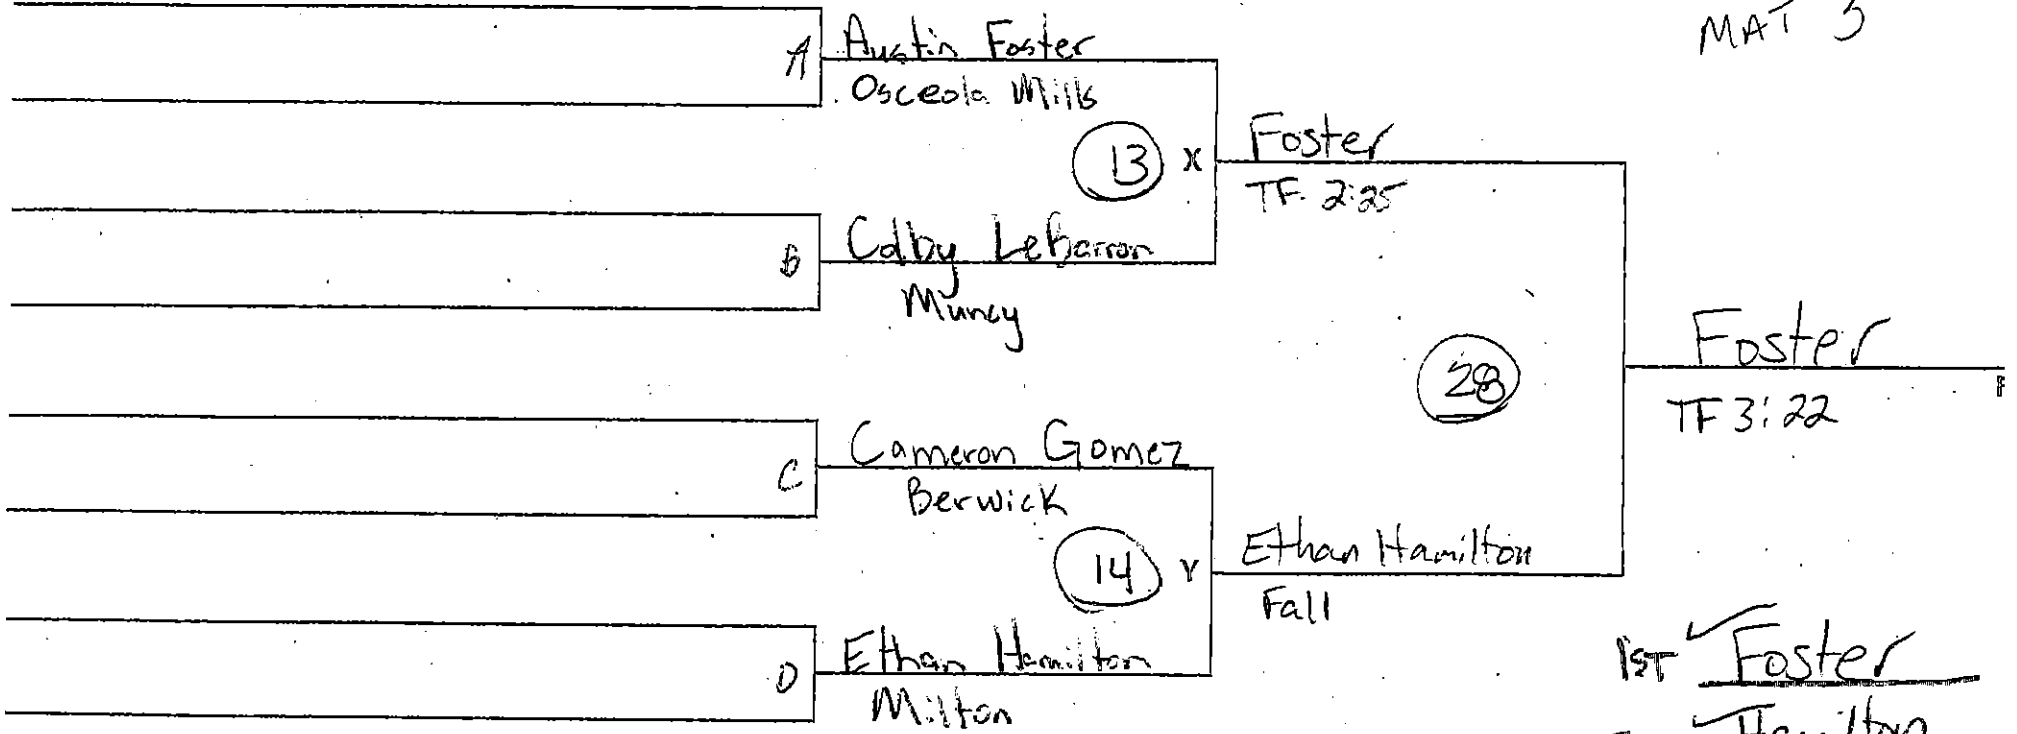 MAT 3
A Austin Foster
Osceola Mills
13 X Foster
TF 2:25
B Colby LeBarron
Muncy
28 Foster
TF 3:22
C Cameron Gomez
Berwick
14 Y Ethan Hamilton
Fall
D Ethan Hamilton
Milton
1ST Foster
Hamilton